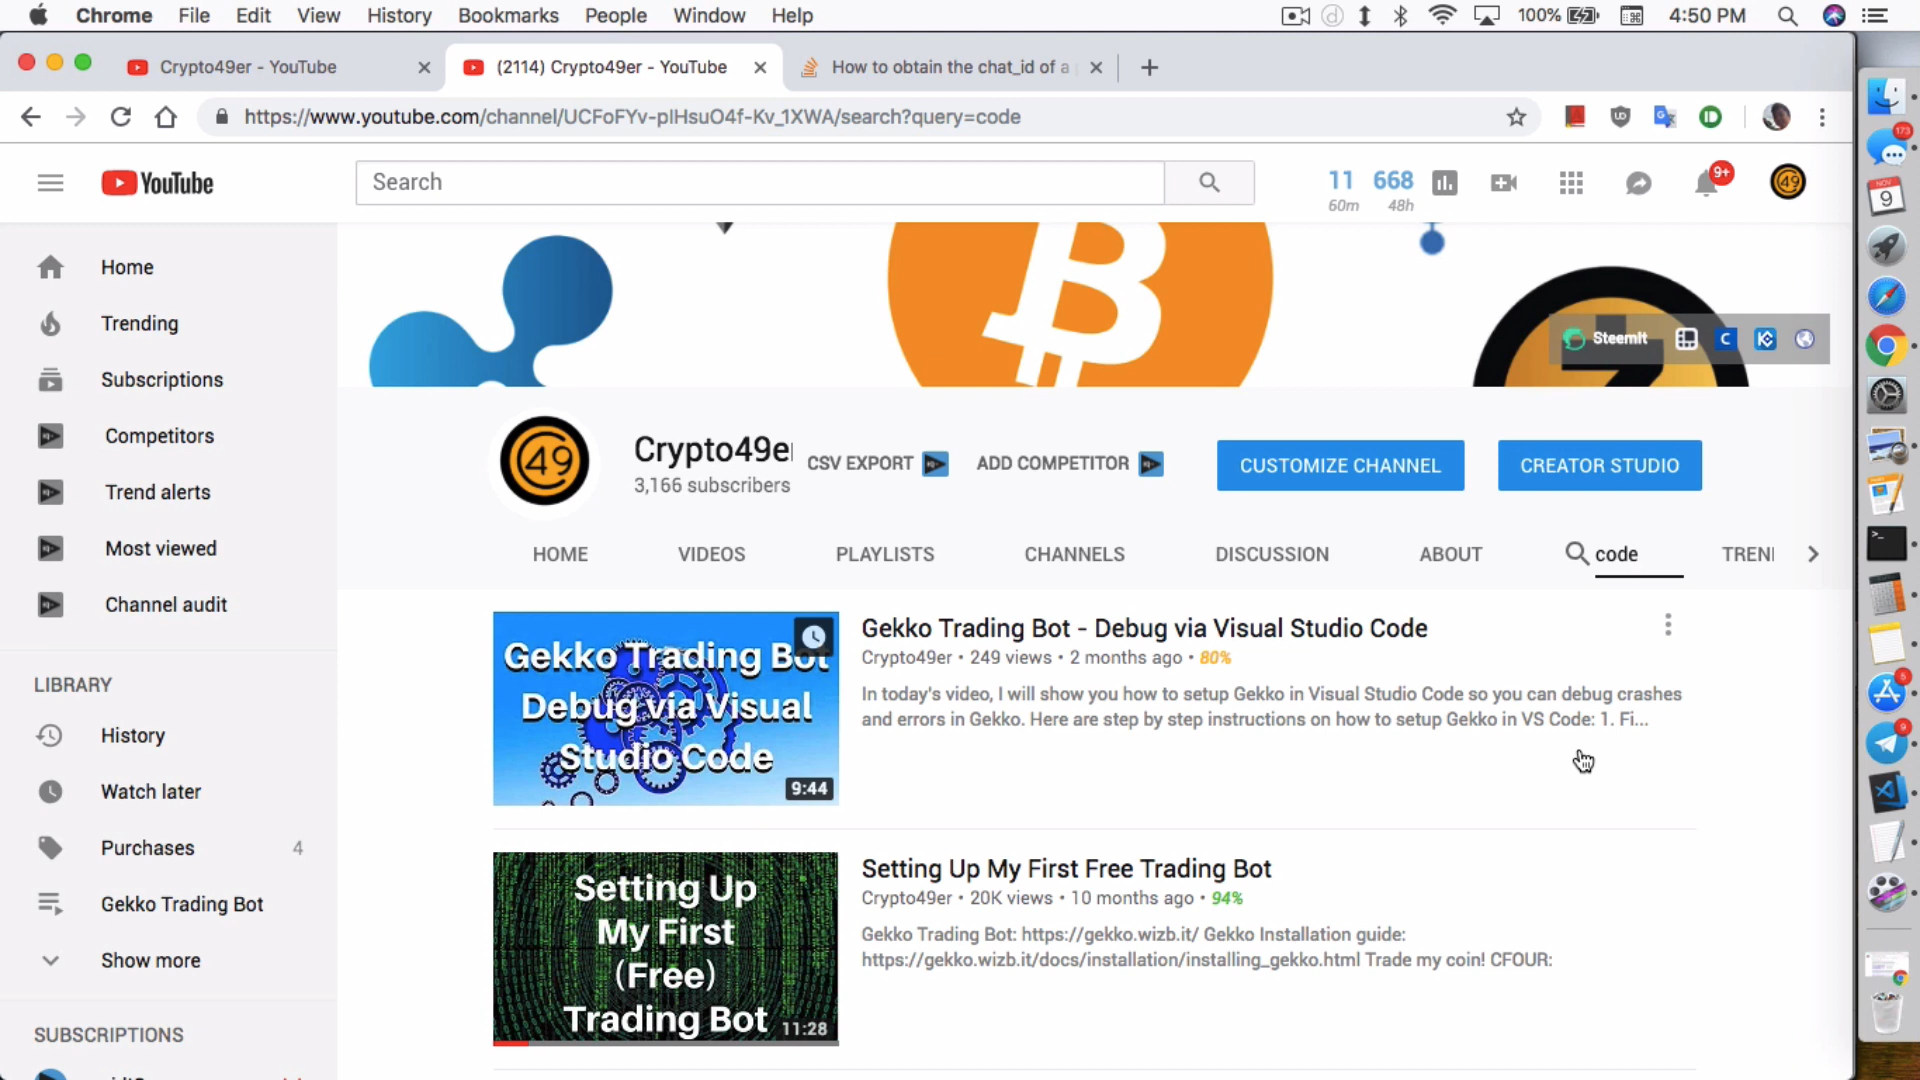 Chrome File Edit View History Bookmarks People Window Help 100% 4:50 PM
Crypto49er - YouTube (2114) Crypto49er - YouTube How to obtain the chat_id of a
https://www.youtube.com/channel/UCFoFYv-pIHsuO4f-Kv_1XWA/search?query=code
YouTube Search 11 668 9+ 49
60m 48h
Home
Trending
Subscriptions
Competitors
Trend alerts
Most viewed
Channel audit
LIBRARY
History
Watch later
Purchases 4
Gekko Trading Bot
Show more
SUBSCRIPTIONS
SteemIt
49
Crypto49er
3,166 subscribers
CSV EXPORT ADD COMPETITOR CUSTOMIZE CHANNEL CREATOR STUDIO
HOME VIDEOS PLAYLISTS CHANNELS DISCUSSION ABOUT code TREN
Gekko Trading Bot
Debug via Visual
Studio Code
9:44
Gekko Trading Bot - Debug via Visual Studio Code
Crypto49er • 249 views • 2 months ago • 80%
In today's video, I will show you how to setup Gekko in Visual Studio Code so you can debug crashes
and errors in Gekko. Here are step by step instructions on how to setup Gekko in VS Code: 1. Fi...
Setting Up
My First
(Free)
Trading Bot
11:28
Setting Up My First Free Trading Bot
Crypto49er • 20K views • 10 months ago • 94%
Gekko Trading Bot: https://gekko.wizb.it/ Gekko Installation guide:
https://gekko.wizb.it/docs/installation/installing_gekko.html Trade my coin! CFOUR:
173
NOV
9
5
9